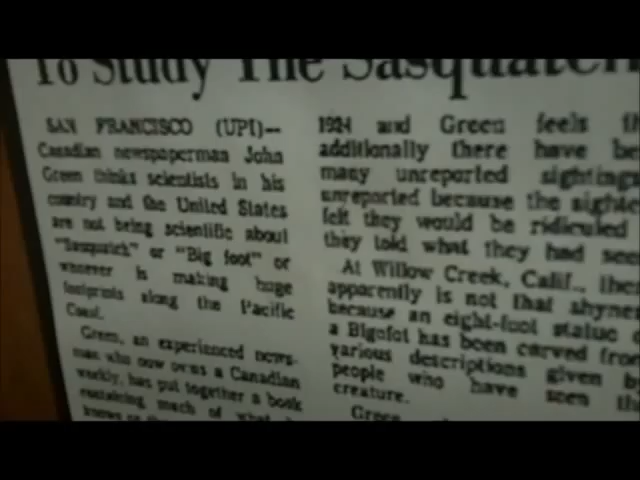 To Study The Sasquatch
SAN FRANCISCO (UPI)—
Canadian newspaperman John
Green thinks scientists in his
country and the United States
are not being scientific about
"Sasquatch" or "Big foot" or
whoever is making huge
footprints along the Pacific
Coast.
Green, an experienced news-
man who now owns a Canadian
weekly, has put together a book
containing much of what
knows
1924 and Green feels
additionally there have
many unreported sightings
unreported because the
felt they would be ridiculed
they told what they had seen
At Willow Creek, Calif.,
apparently is not that
because an eight-foot statue
a Bigfoot has been carved from
various descriptions given by
people who have seen
creature.
Green